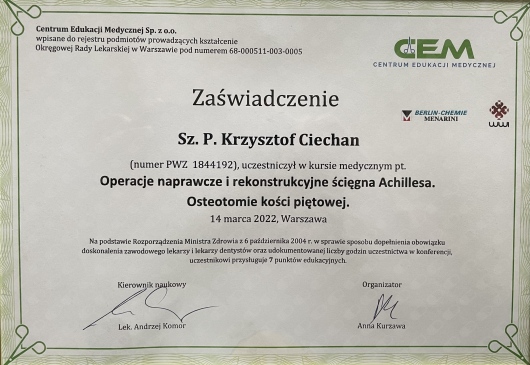 Centrum Edukacji Medycznej Sp. z o.o.
wpisane do rejestru podmiotów prowadzących kształcenie
Okręgowej Rady Lekarskiej w Warszawie pod numerem 68-000511-003-0005
CEM
CENTRUM EDUKACJI MEDYCZNEJ
Zaświadczenie
BERLIN-CHEMIE
MENARINI
Sz. P. Krzysztof Ciechan
(numer PWZ 1844192), uczestniczył w kursie medycznym pt.
Operacje naprawcze i rekonstrukcyjne ścięgna Achillesa.
Osteotomie kości piętowej.
14 marca 2022, Warszawa
Na podstawie Rozporządzenia Ministra Zdrowia z 6 października 2004 r. w sprawie sposobu dopełnienia obowiązku
doskonalenia zawodowego lekarzy i lekarzy dentystów oraz udokumentowanej liczby godzin uczestnictwa w konferencji,
uczestnikowi przysługuje 7 punktów edukacyjnych.
Kierownik naukowy
Organizator
Lek. Andrzej Komor
Anna Kurzawa